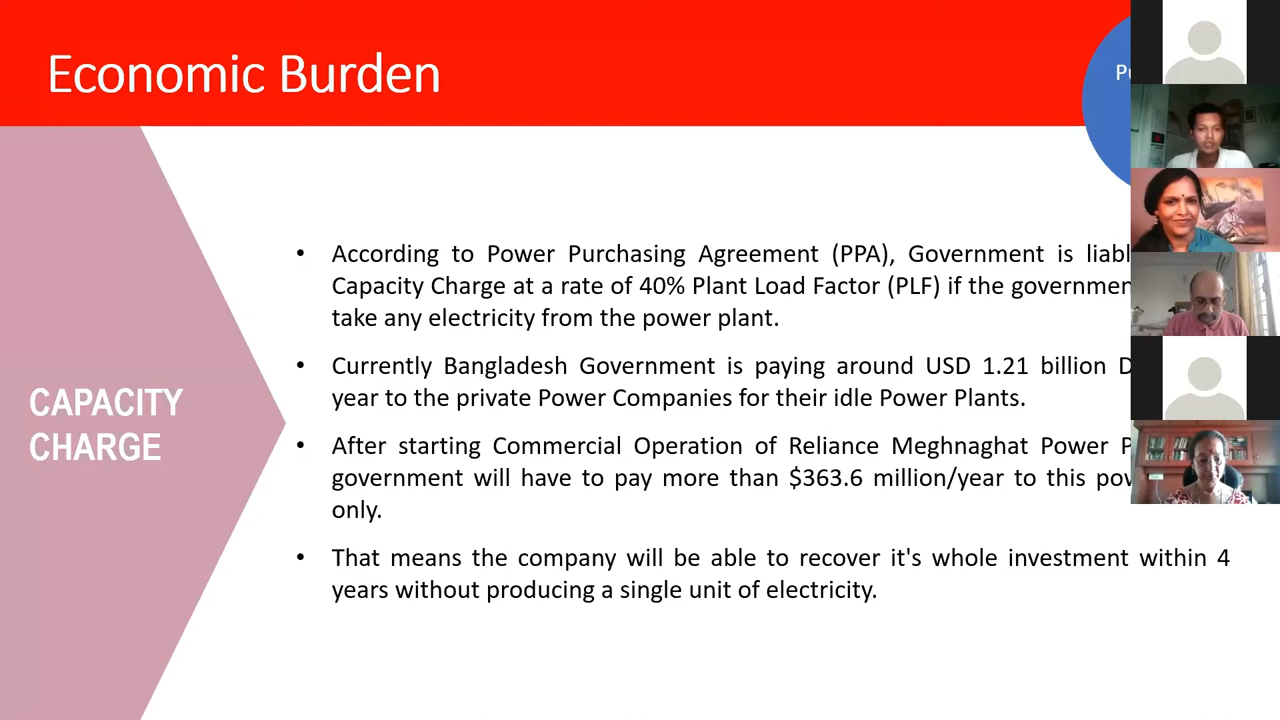 Economic Burden
CAPACITY
CHARGE
• According to Power Purchasing Agreement (PPA), Government is
Capacity Charge at a rate of 40% Plant Load Factor (PLF) if the
take any electricity from the power plant.
• Currently Bangladesh Government is paying around USD 1.21 billion
year to the private Power Companies for their idle Power Plants.
• After starting Commercial Operation of Reliance Meghnaghat Power
government will have to pay more than $363.6 million/year to this
only.
• That means the company will be able to recover it's whole investment within 4
years without producing a single unit of electricity.